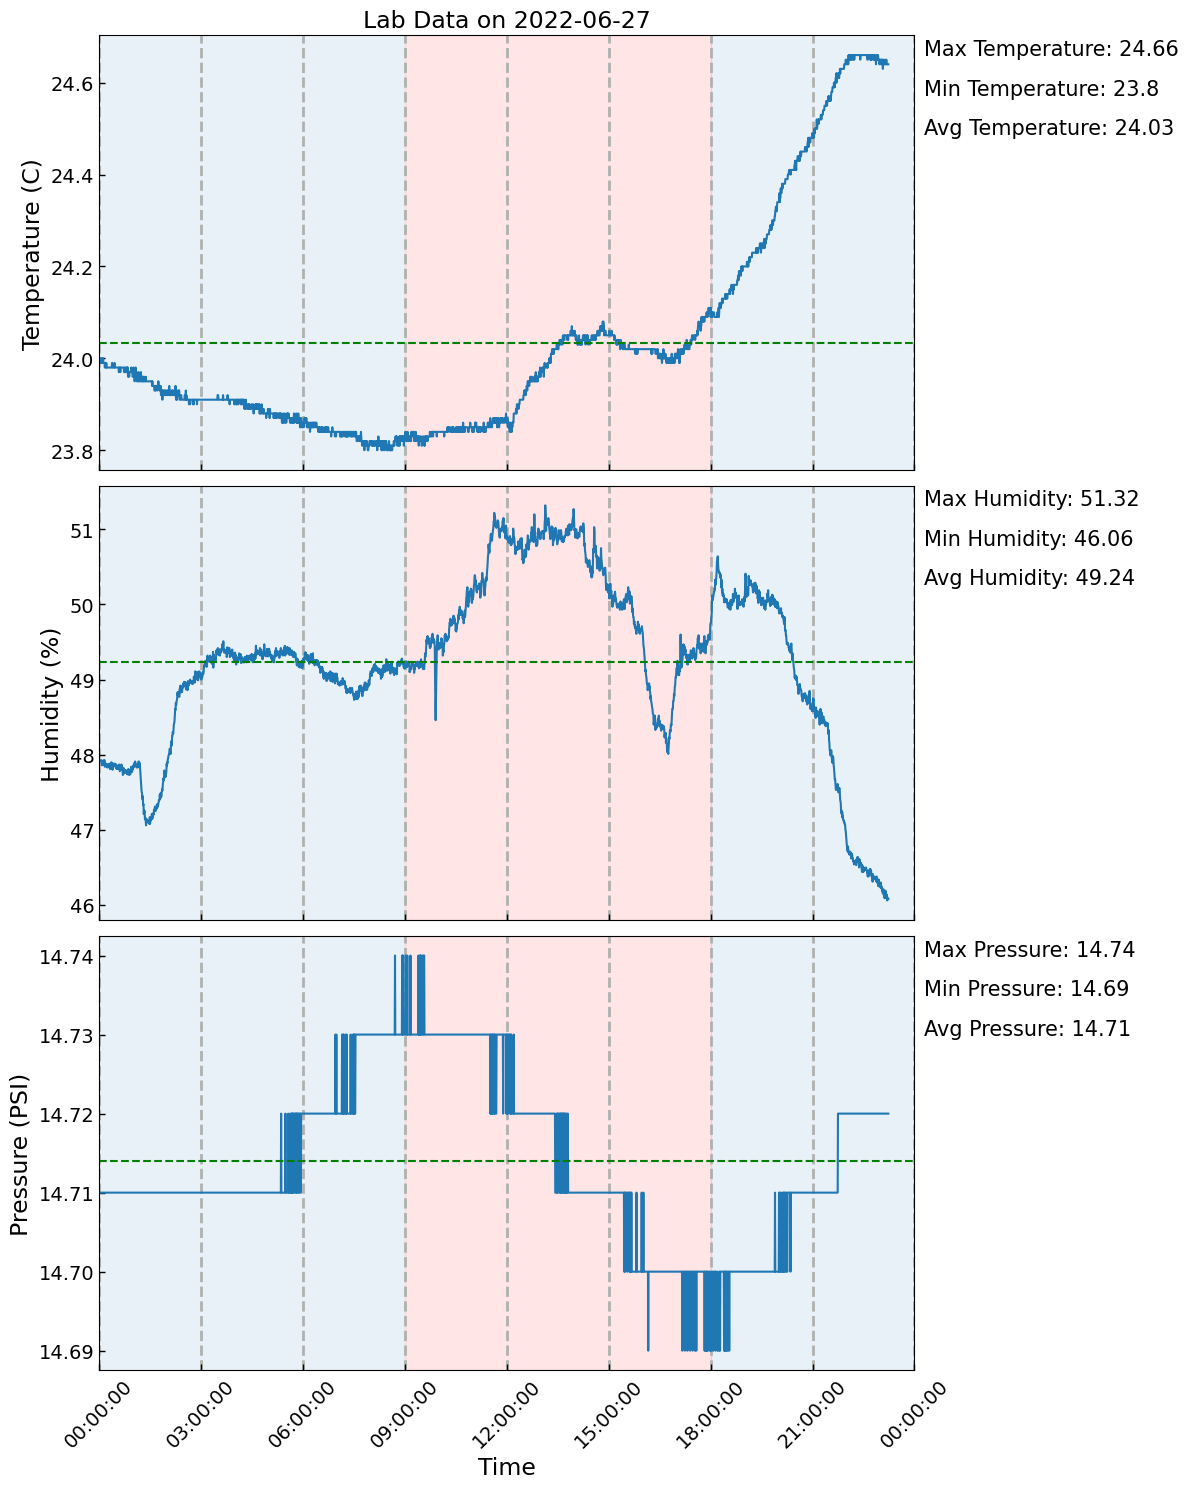 Lab Data on 2022-06-27
Temperature (C)
24.6
24.4
24.2
24.0
23.8
Max Temperature: 24.66
Min Temperature: 23.8
Avg Temperature: 24.03
Humidity (%)
51
50
49
48
47
46
Max Humidity: 51.32
Min Humidity: 46.06
Avg Humidity: 49.24
Pressure (PSI)
14.74
14.73
14.72
14.71
14.70
14.69
Max Pressure: 14.74
Min Pressure: 14.69
Avg Pressure: 14.71
00:00:00
03:00:00
06:00:00
09:00:00
12:00:00
15:00:00
18:00:00
21:00:00
00:00:00
Time